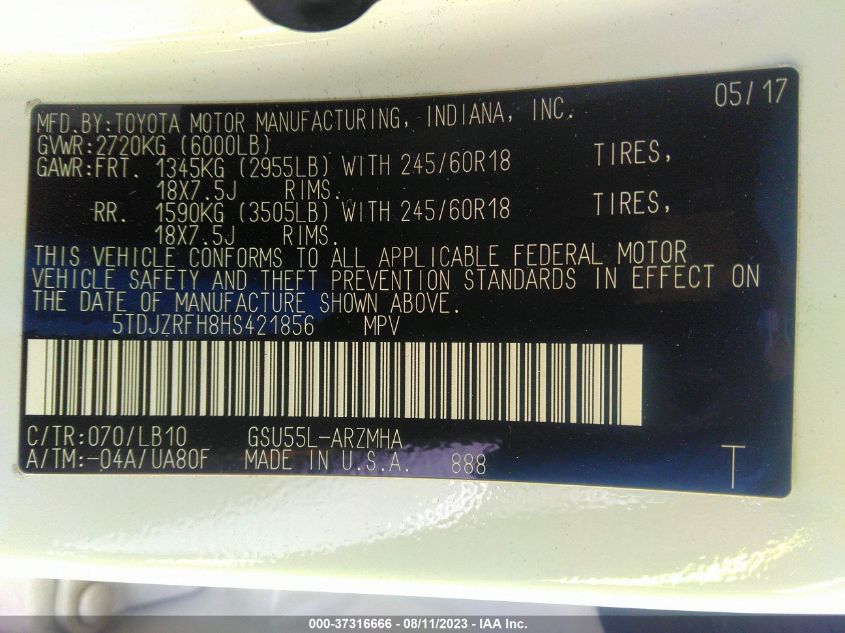 05/17
MFD.BY:TOYOTA MOTOR MANUFACTURING, INDIANA, INC.
GVWR:2720KG (6000LB)
GAWR:FRT. 1345KG (2955LB) WITH 245/60R18 TIRES,
18X7.5J RIMS.
RR. 1590KG (3505LB) WITH 245/60R18 TIRES,
18X7.5J RIMS.
THIS VEHICLE CONFORMS TO ALL APPLICABLE FEDERAL MOTOR
VEHICLE SAFETY AND THEFT PREVENTION STANDARDS IN EFFECT ON
THE DATE OF MANUFACTURE SHOWN ABOVE.
5TDJZRFH8HS421856 MPV
C/TR:070/LB10 GSU55L-ARZMHA
A/TM:-04A/UA80F MADE IN U.S.A. 888 T
000-37316666 - 08/11/2023 - IAA Inc.